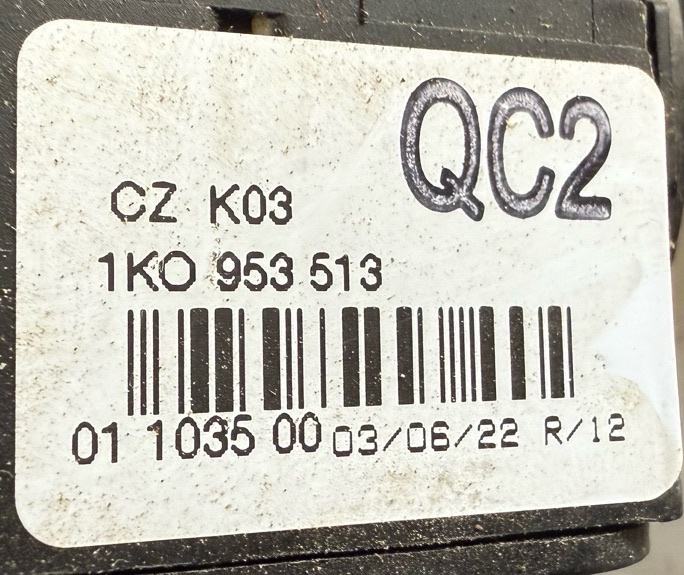 QC2
CZ K03
1KO 953 513
01 1035 00 03/06/22 R/12